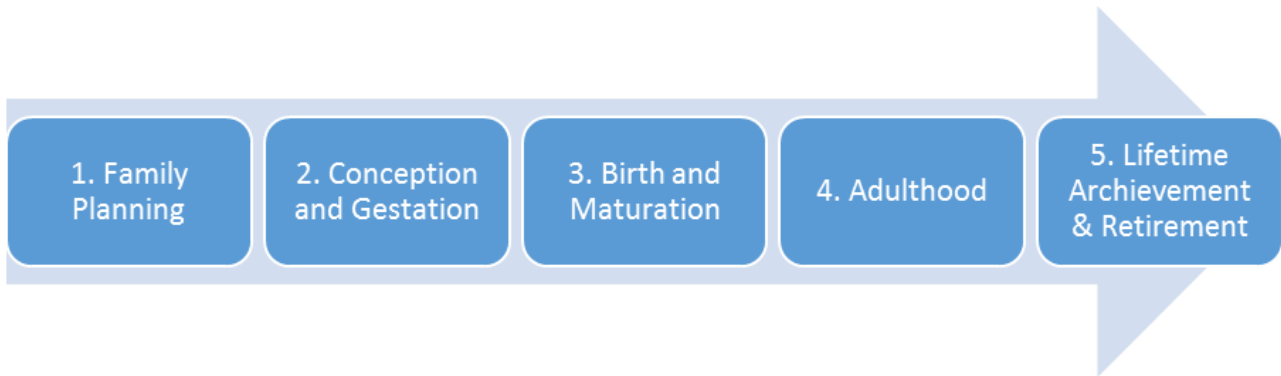 1. Family
Planning
2. Conception
and Gestation
3. Birth and
Maturation
4. Adulthood
5. Lifetime
Archievement
& Retirement